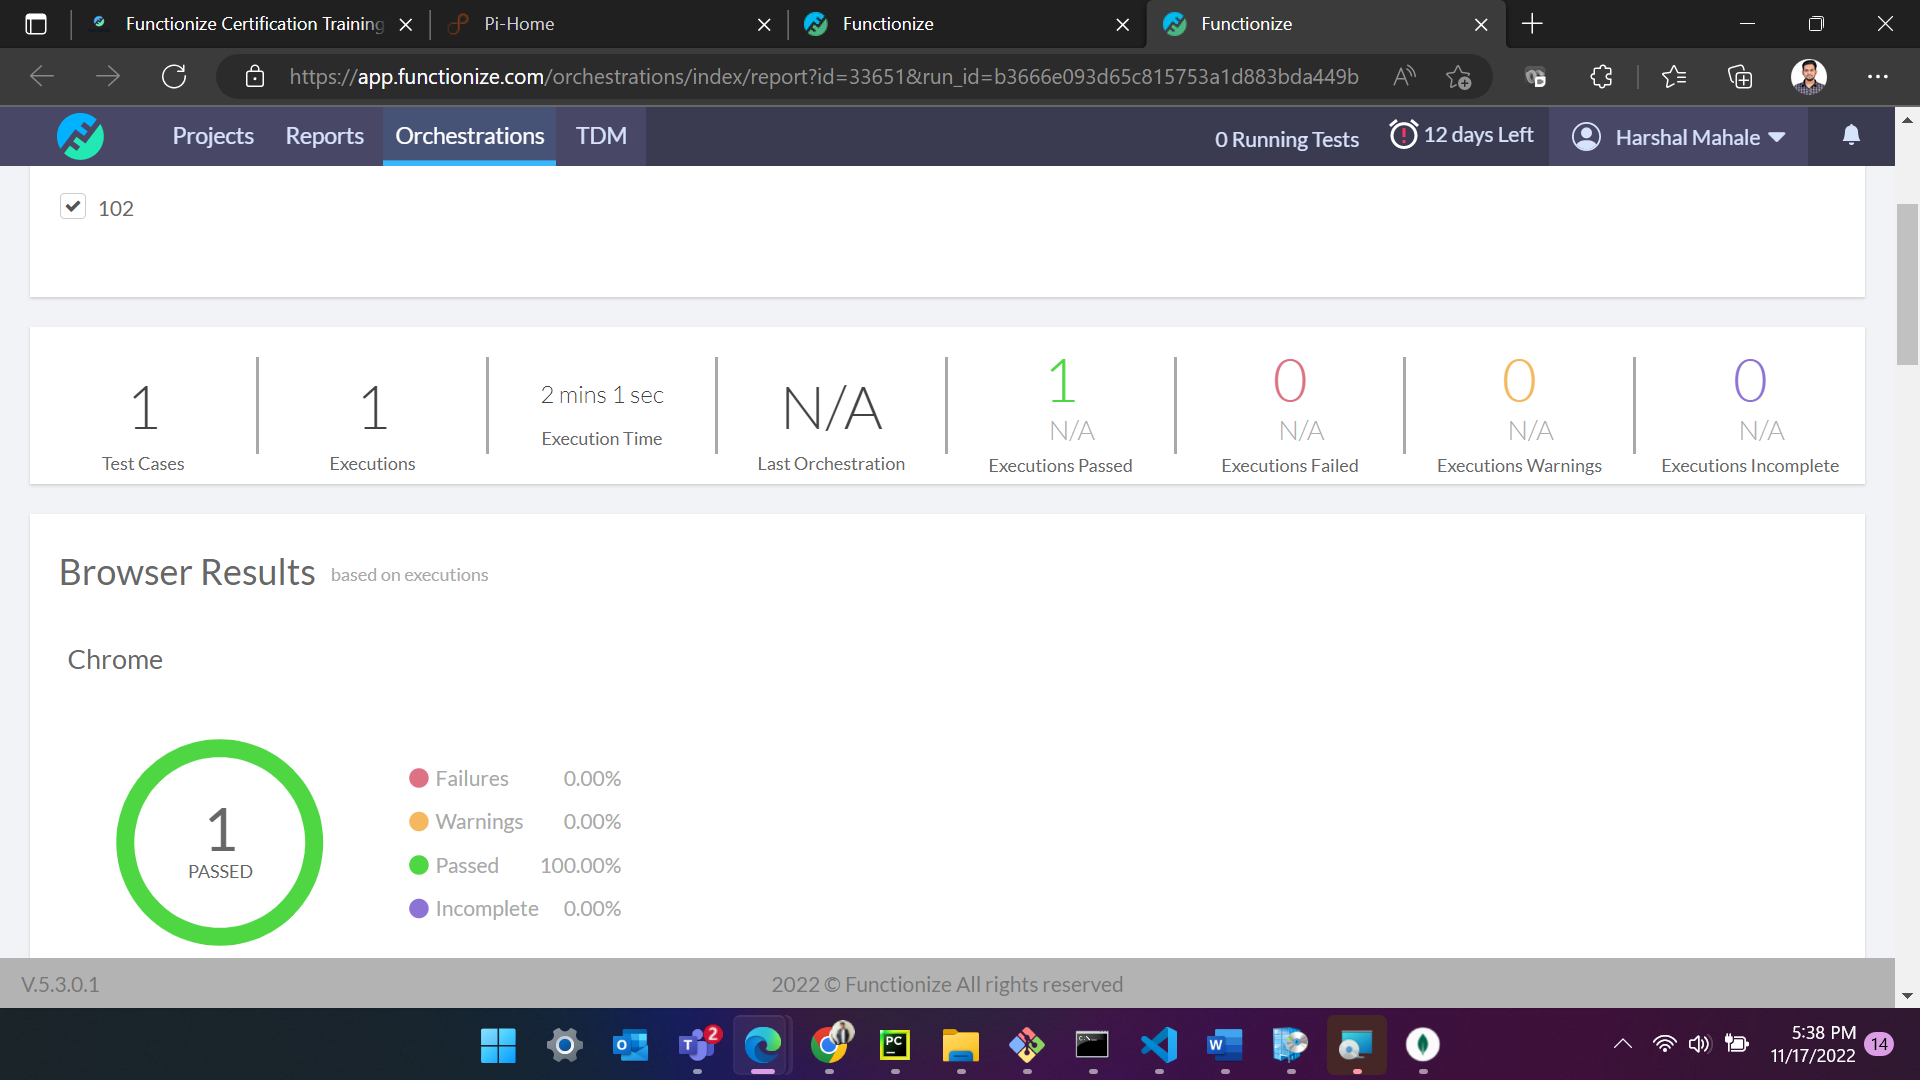 Functionize Certification Training
Pi-Home
Functionize
Functionize
https://app.functionize.com/orchestrations/index/report?id=33651&run_id=b3666e093d65c815753a1d883bda449b
Projects
Reports
Orchestrations
TDM
0 Running Tests
12 days Left
Harshal Mahale
102
1
Test Cases
1
Executions
2 mins 1 sec
Execution Time
N/A
Last Orchestration
1
N/A
Executions Passed
0
N/A
Executions Failed
0
N/A
Executions Warnings
0
N/A
Executions Incomplete
Browser Results based on executions
Chrome
1
PASSED
Failures 0.00%
Warnings 0.00%
Passed 100.00%
Incomplete 0.00%
V.5.3.0.1
2022 © Functionize All rights reserved
2
5:38 PM
11/17/2022
14